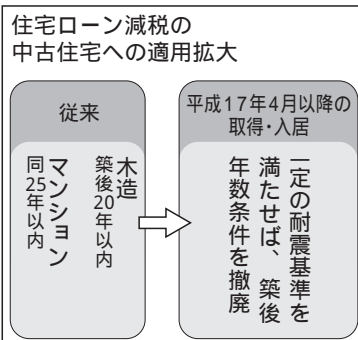 住宅ローン減税の
中古住宅への適用拡大
従来
木造
築後20年以内
マンション
同25年以内
平成17年4月以降の
取得・入居
一定の耐震基準を
満たせば、築後
年数条件を撤廃